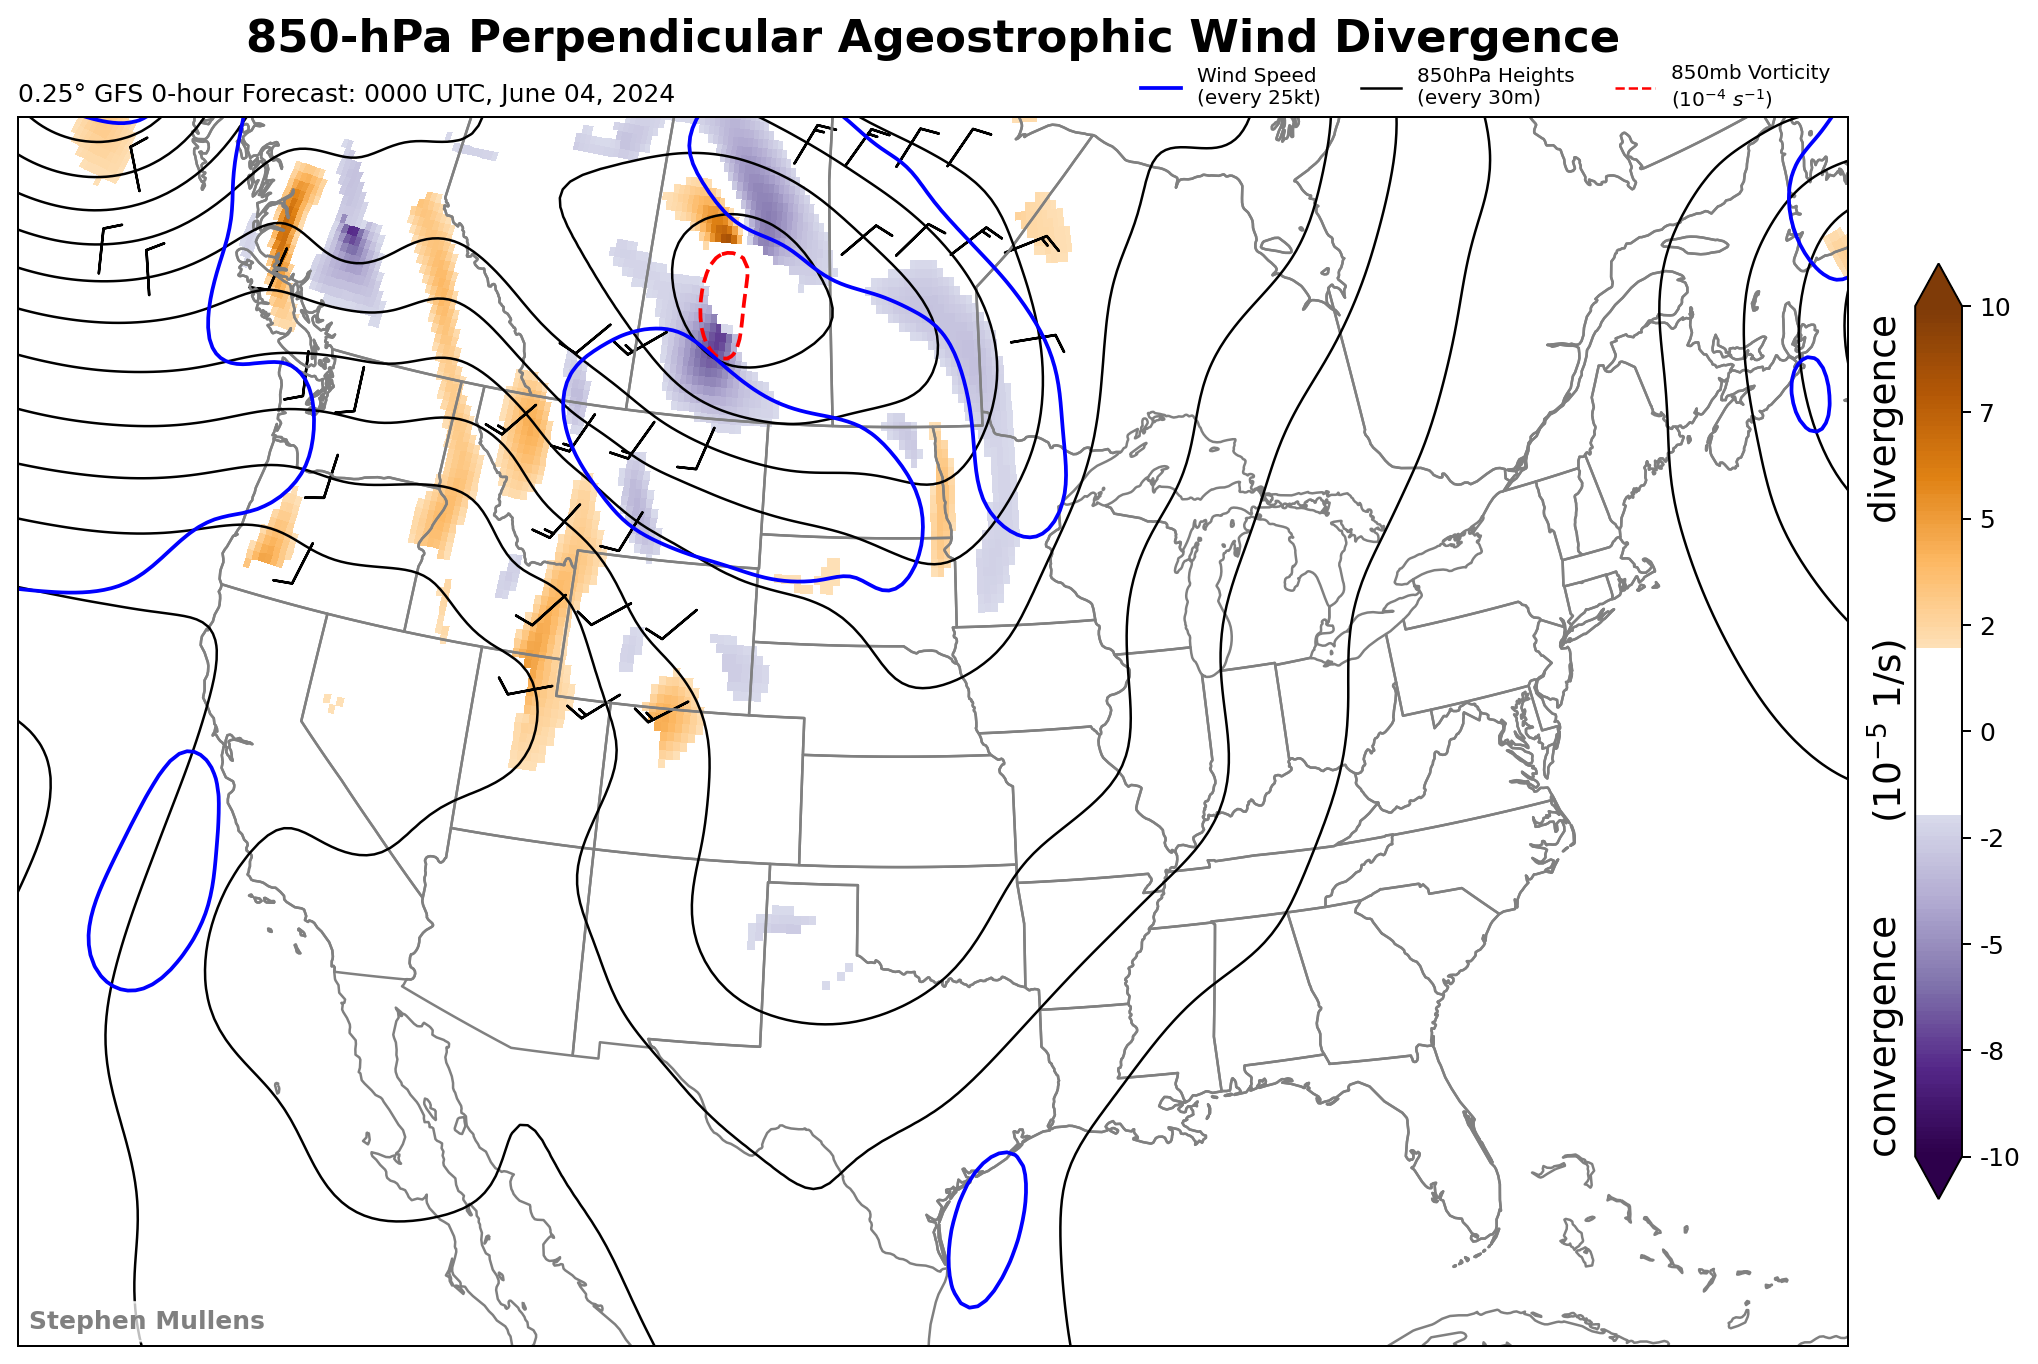 850-hPa Perpendicular Ageostrophic Wind Divergence
0.25° GFS 0-hour Forecast: 0000 UTC, June 04, 2024
Wind Speed
(every 25kt)
850hPa Heights
(every 30m)
850mb Vorticity
(10⁻⁴ s⁻¹)
10
7
5
2
0
-2
-5
-8
-10
convergence (10⁻⁵ 1/s) divergence
Stephen Mullens